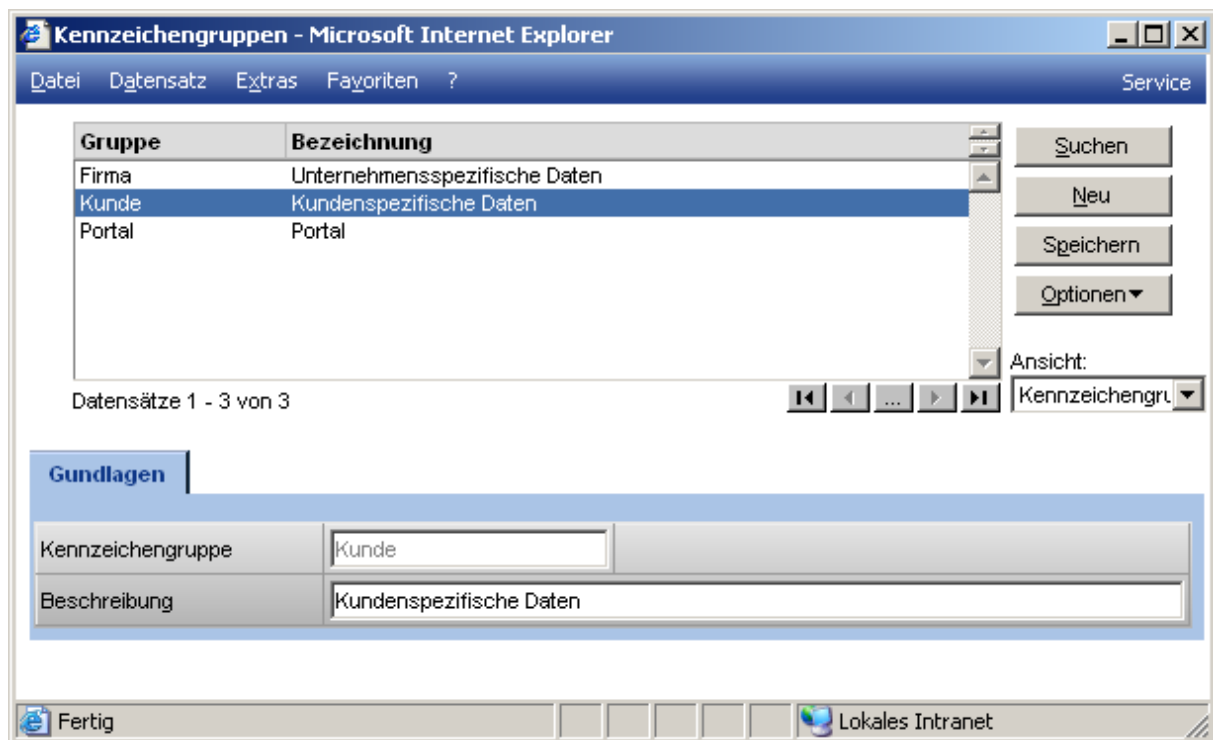 Kennzeichengruppen - Microsoft Internet Explorer
Datei Datensatz Extras Favoriten ? Service
Gruppe Bezeichnung
Firma Unternehmensspezifische Daten
Kunde Kundenspezifische Daten
Portal Portal
Suchen
Neu
Speichern
Optionen
Ansicht:
Kennzeichengru
Datensätze 1 - 3 von 3
...
Gundlagen
Kennzeichengruppe Kunde
Beschreibung Kundenspezifische Daten
Fertig Lokales Intranet